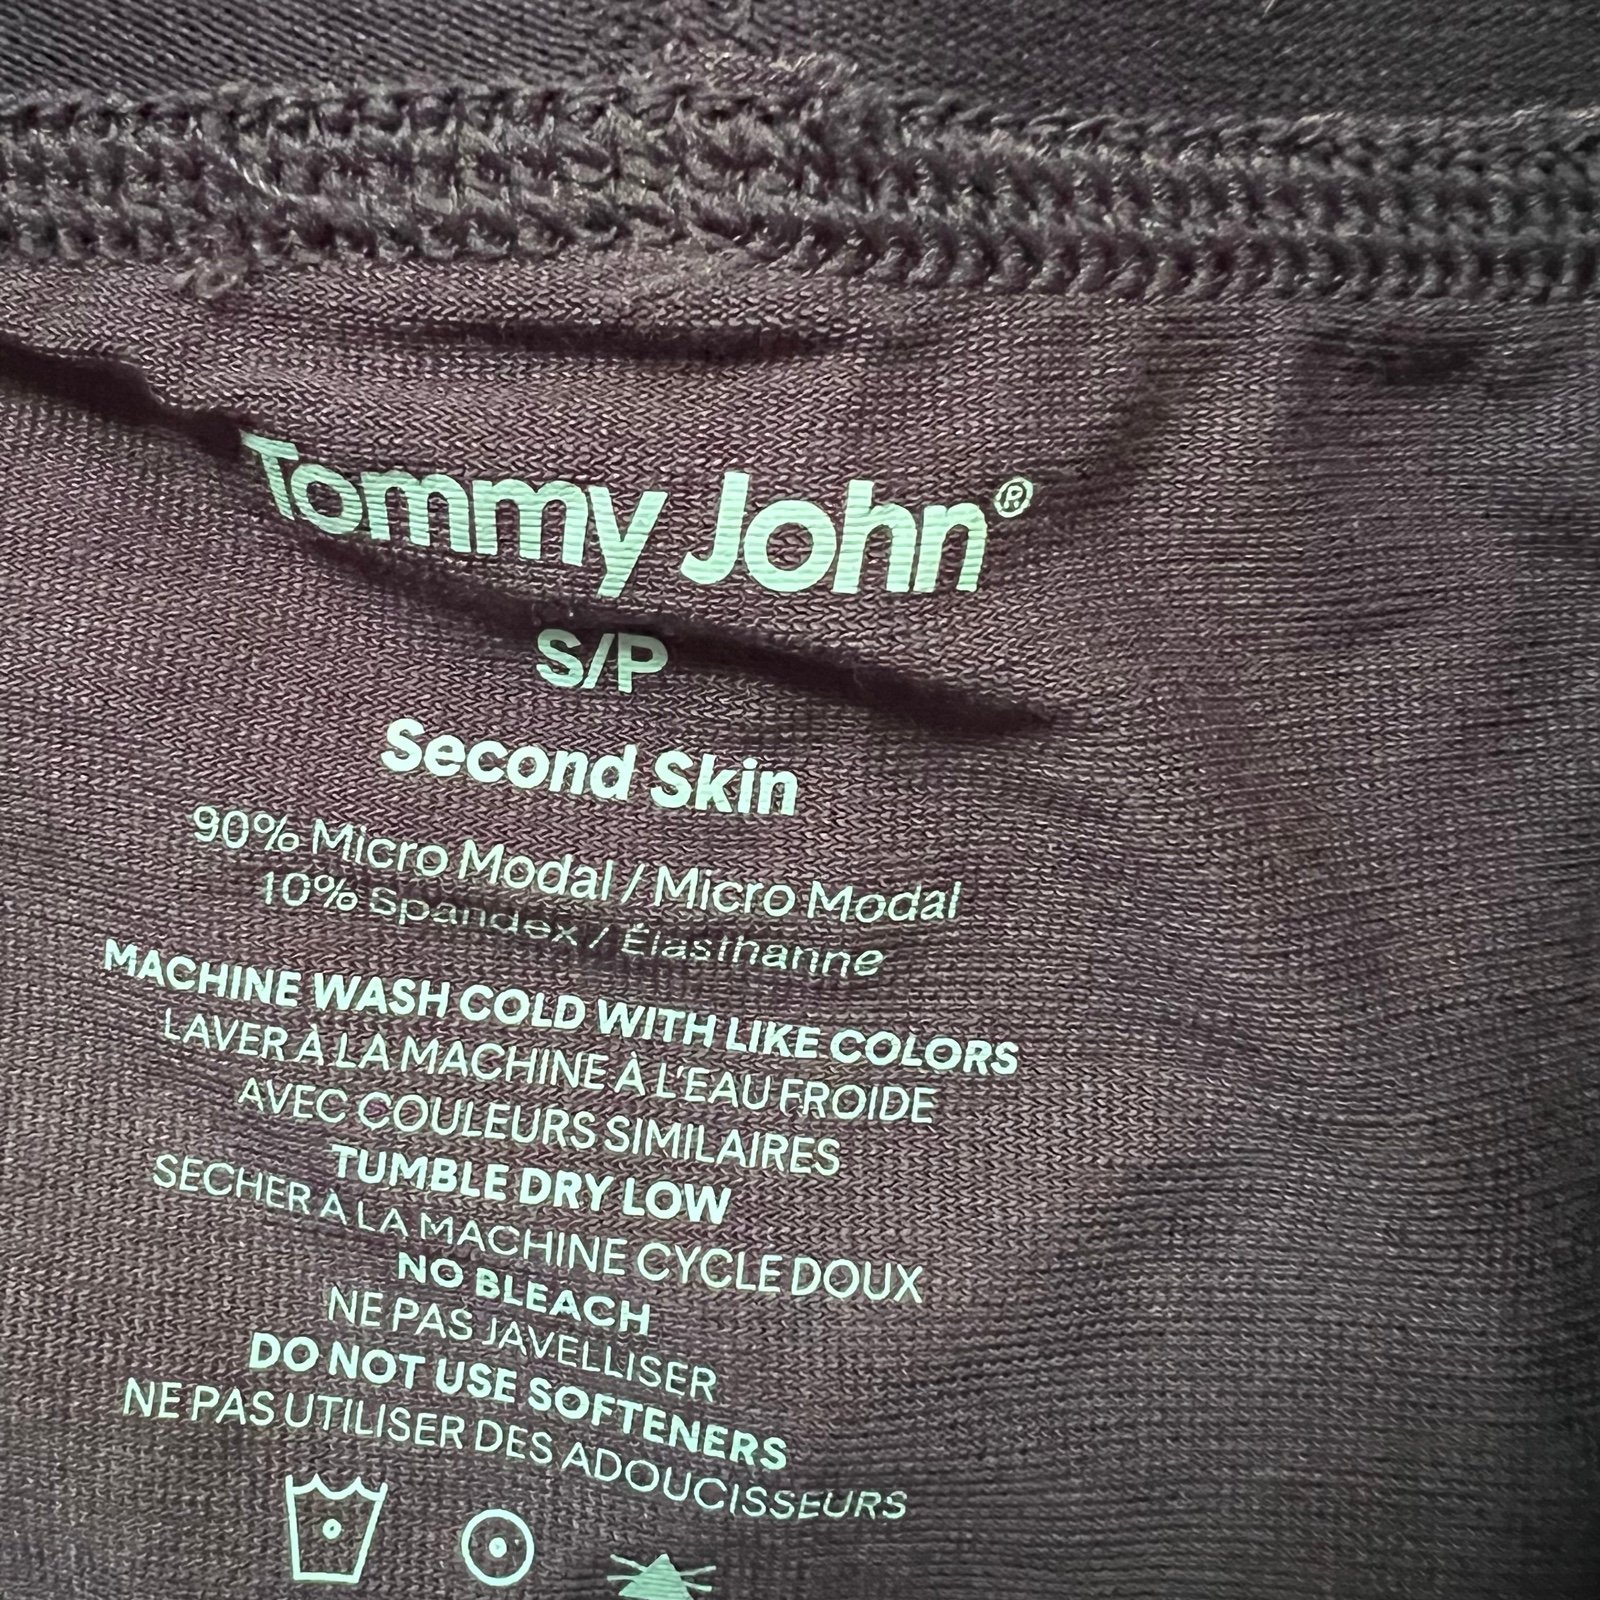 Tommy John®
S/P
Second Skin
90% Micro Modal / Micro Modal
10% Spandex / Élasthanne
MACHINE WASH COLD WITH LIKE COLORS
LAVER À LA MACHINE À L'EAU FROIDE
AVEC COULEURS SIMILAIRES
TUMBLE DRY LOW
SECHER À LA MACHINE CYCLE DOUX
NO BLEACH
NE PAS JAVELLISER
DO NOT USE SOFTENERS
NE PAS UTILISER DES ADOUCISSEURS